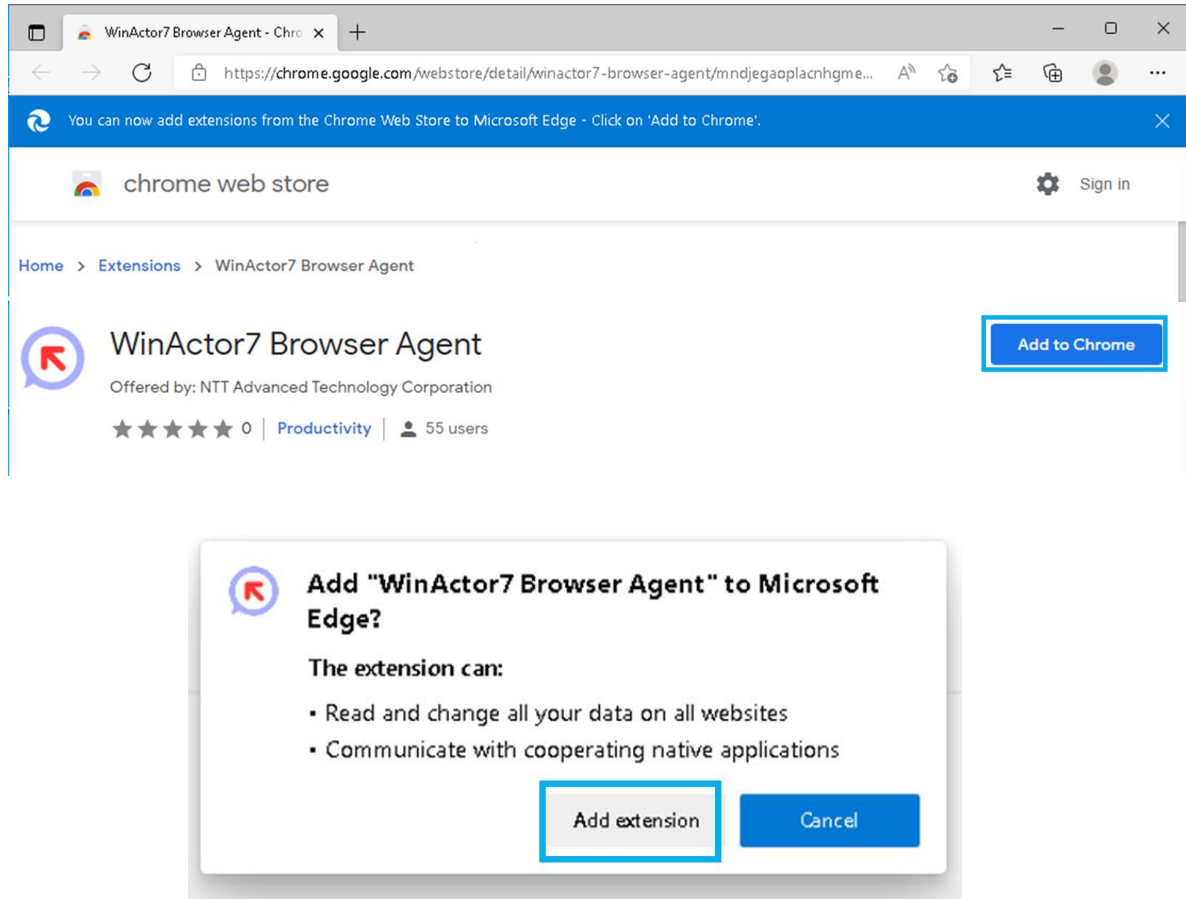 WinActor7 Browser Agent - Chro
https://chrome.google.com/webstore/detail/winactor7-browser-agent/mndjegaoplacnhgme...
You can now add extensions from the Chrome Web Store to Microsoft Edge - Click on 'Add to Chrome'.
chrome web store
Sign in
Home > Extensions > WinActor7 Browser Agent
WinActor7 Browser Agent
Add to Chrome
Offered by: NTT Advanced Technology Corporation
0 | Productivity | 55 users
Add "WinActor7 Browser Agent" to Microsoft
Edge?
The extension can:
• Read and change all your data on all websites
• Communicate with cooperating native applications
Add extension Cancel